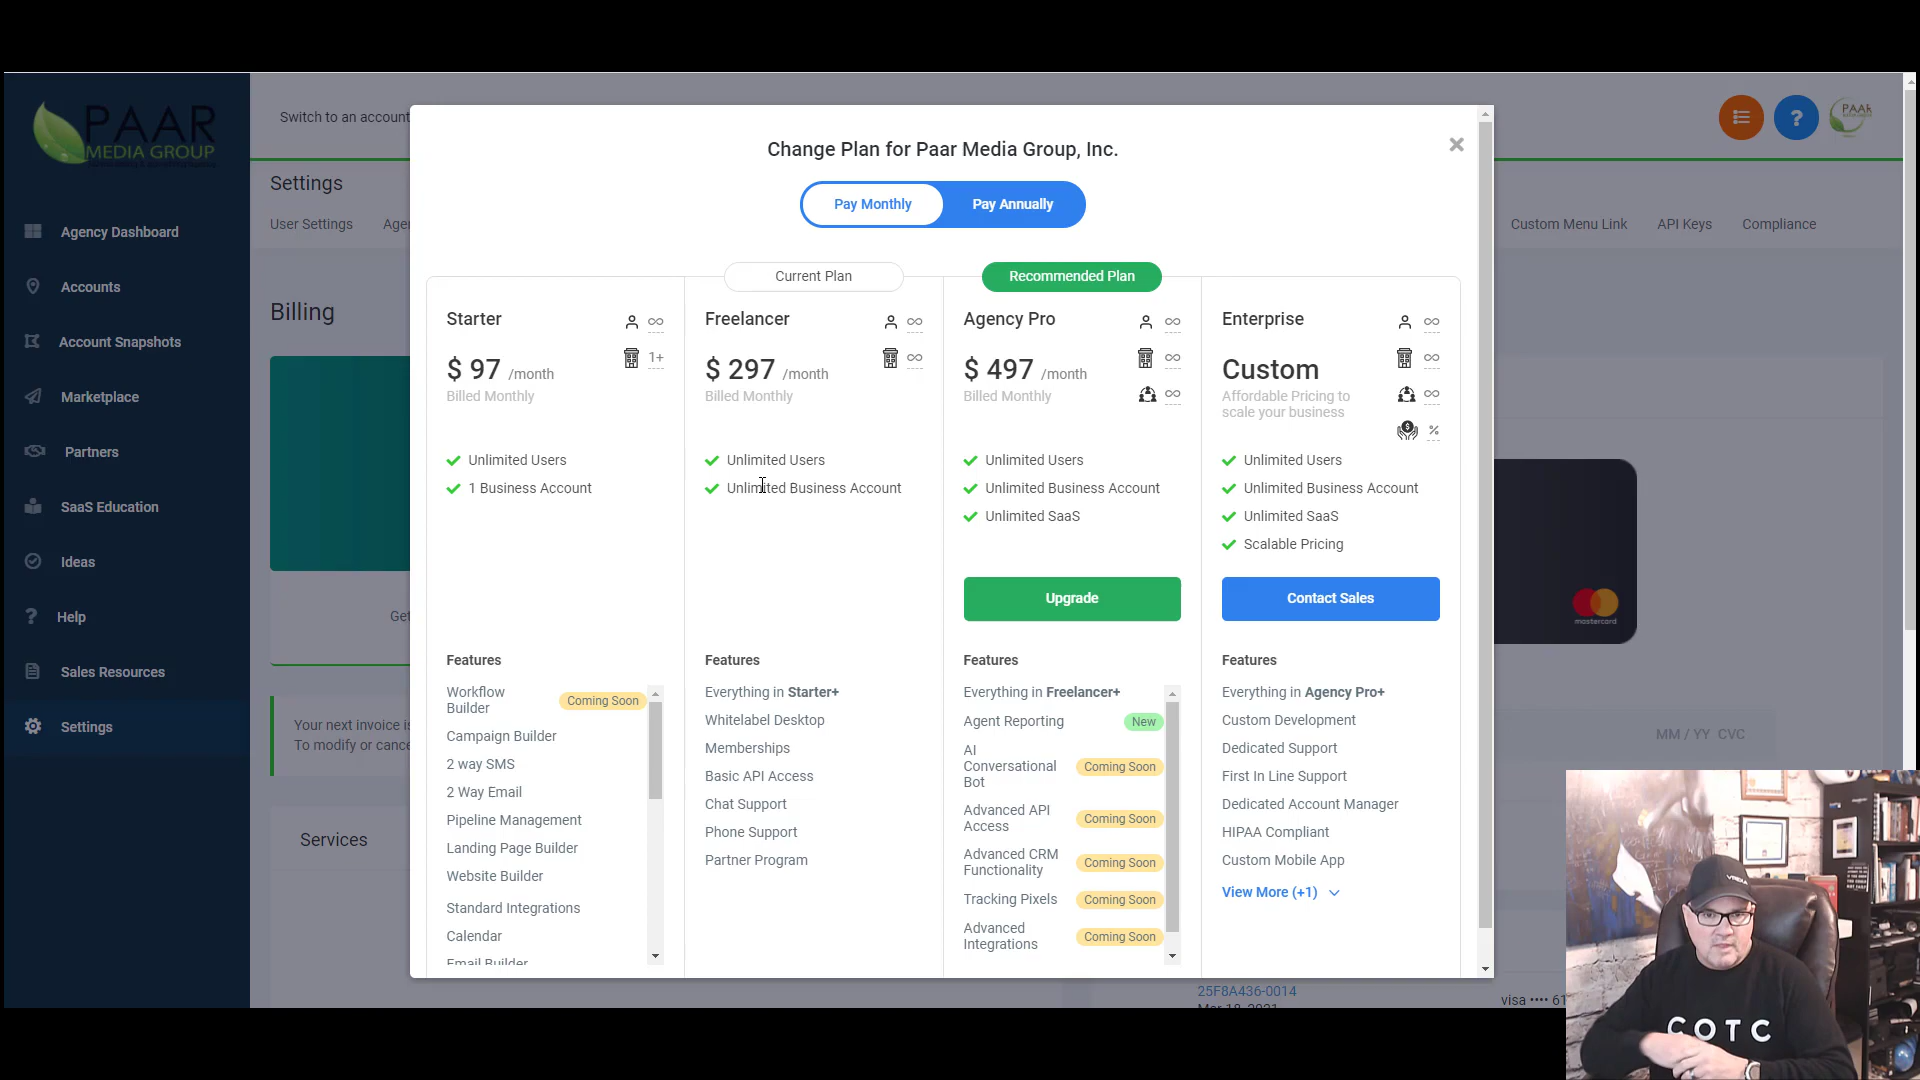 PAAR
MEDIA GROUP
Switch to an account
?
PAAR
Settings
User Settings
Custom Menu Link
API Keys
Compliance
Agency Dashboard
Accounts
Account Snapshots
Marketplace
Partners
SaaS Education
Ideas
Help
Sales Resources
Settings
Billing
Your next invoice is
To modify or cance
Services
Change Plan for Paar Media Group, Inc.
×
Pay Monthly
Pay Annually
Current Plan
Recommended Plan
Starter
∞
$ 97 /month
1+
Billed Monthly
Unlimited Users
1 Business Account
Features
Workflow
Builder
Coming Soon
Campaign Builder
2 way SMS
2 Way Email
Pipeline Management
Landing Page Builder
Website Builder
Standard Integrations
Calendar
Email Builder
Freelancer
∞
$ 297 /month
∞
Billed Monthly
Unlimited Users
Unlimited Business Account
Features
Everything in Starter+
Whitelabel Desktop
Memberships
Basic API Access
Chat Support
Phone Support
Partner Program
Agency Pro
∞
$ 497 /month
∞
Billed Monthly
∞
Unlimited Users
Unlimited Business Account
Unlimited SaaS
Upgrade
Features
Everything in Freelancer+
Agent Reporting
New
AI
Conversational
Bot
Coming Soon
Advanced API
Access
Coming Soon
Advanced CRM
Functionality
Coming Soon
Tracking Pixels
Coming Soon
Advanced
Integrations
Coming Soon
Enterprise
∞
Custom
∞
Affordable Pricing to
scale your business
∞
%
Unlimited Users
Unlimited Business Account
Unlimited SaaS
Scalable Pricing
Contact Sales
Features
Everything in Agency Pro+
Custom Development
Dedicated Support
First In Line Support
Dedicated Account Manager
HIPAA Compliant
Custom Mobile App
View More (+1)
mastercard
MM / YY CVC
25F8A436-0014
Mar 18, 2021
visa •••• 61
COTC